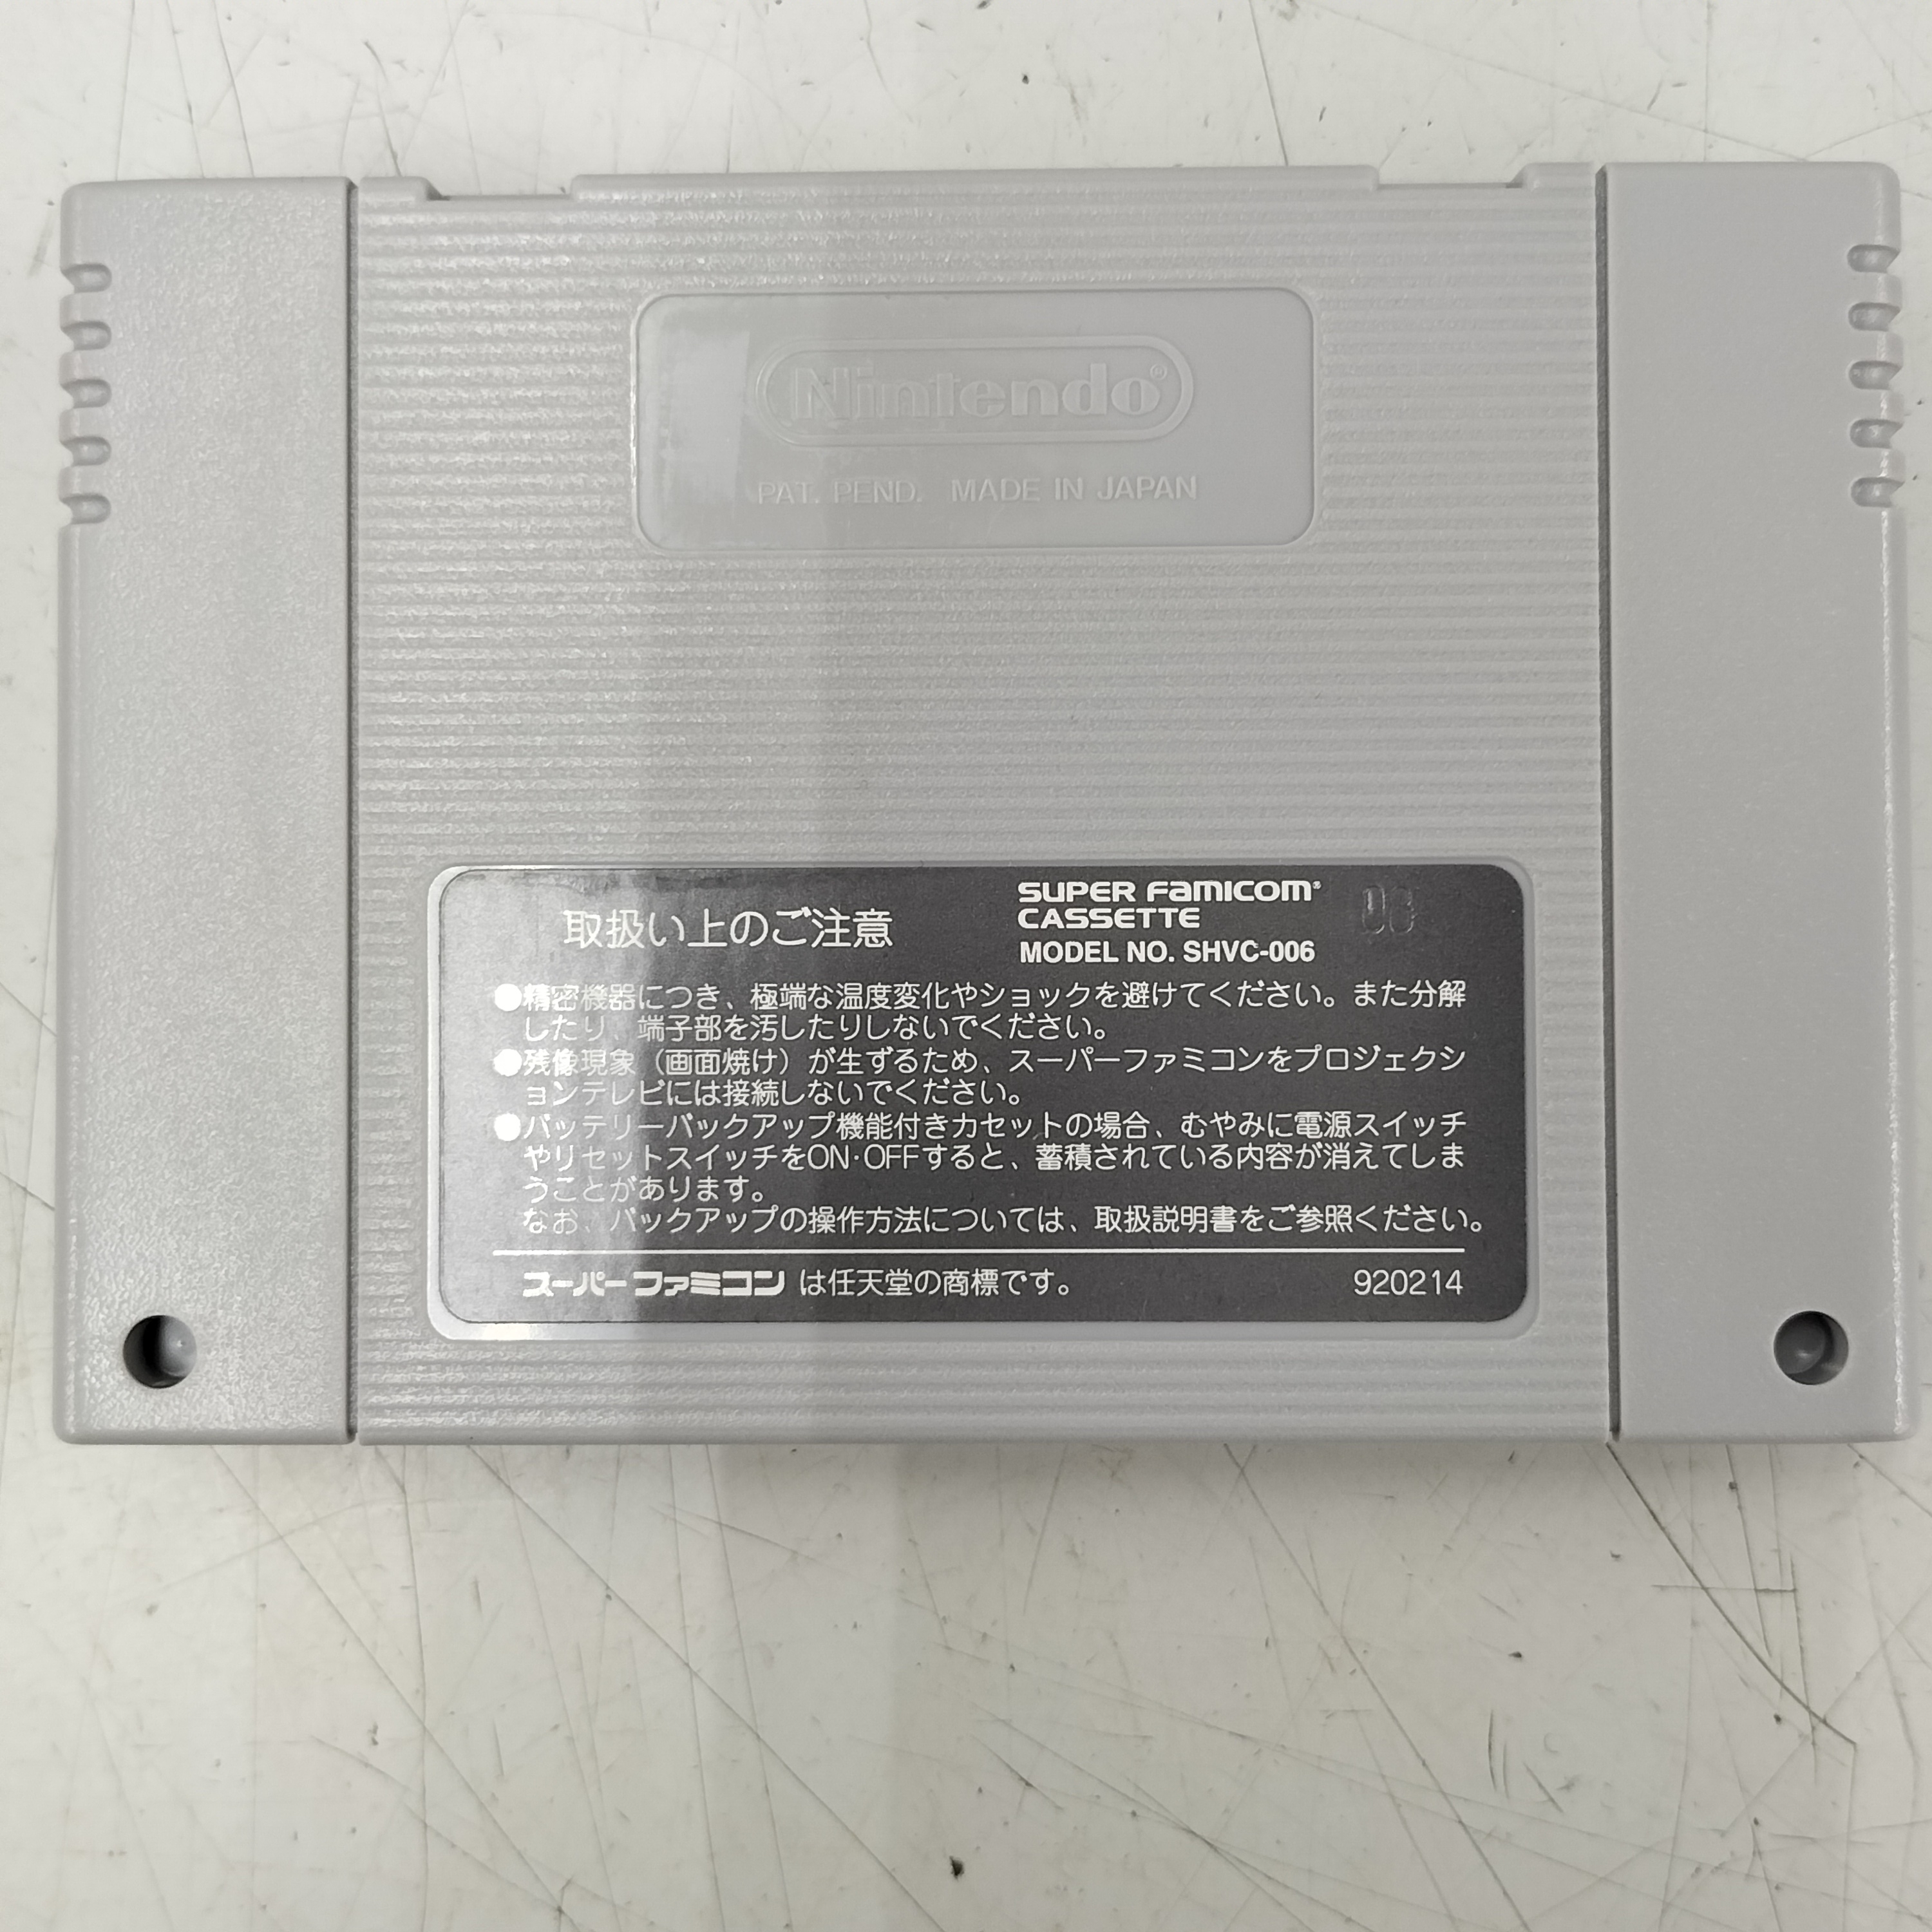 Nintendo®
PAT. PEND. MADE IN JAPAN
取扱い上のご注意
SUPER FAMICOM®
CASSETTE
MODEL NO. SHVC-006
●精密機器につき、極端な温度変化やショックを避けてください。また分解
したり、端子部を汚したりしないでください。
●残像現象（画面焼け）が生ずるため、スーパーファミコンをプロジェクシ
ョンテレビには接続しないでください。
●バッテリーバックアップ機能付きカセットの場合、むやみに電源スイッチ
やリセットスイッチをON·OFFすると、蓄積されている内容が消えてしま
うことがあります。
なお、バックアップの操作方法については、取扱説明書をご参照ください。
スーパーファミコン は任天堂の商標です。
920214